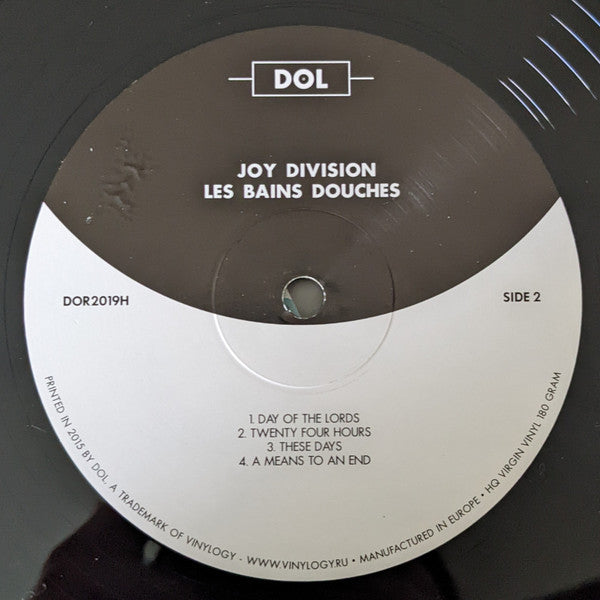 DOL
JOY DIVISION
LES BAINS DOUCHES
DOR2019H
SIDE 2
1. DAY OF THE LORDS
2. TWENTY FOUR HOURS
3. THESE DAYS
4. A MEANS TO AN END
PRINTED IN 2015 BY DOL, A TRADEMARK OF VINYLOGY - WWW.VINYLOGY.RU • MANUFACTURED IN EUROPE • HQ VIRGIN VINYL 180 GRAM